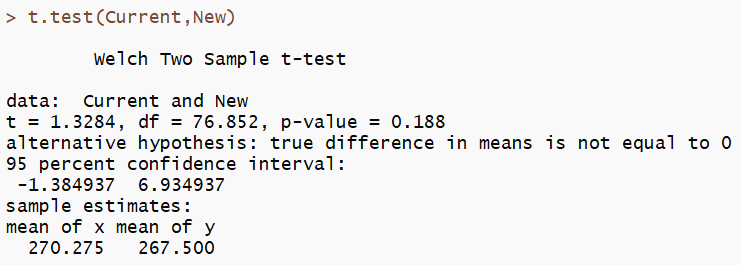 > t.test(Current,New)
Welch Two Sample t-test
data:  Current and New
t = 1.3284, df = 76.852, p-value = 0.188
alternative hypothesis: true difference in means is not equal to 0
95 percent confidence interval:
 -1.384937  6.934937
sample estimates:
mean of x mean of y
  270.275   267.500